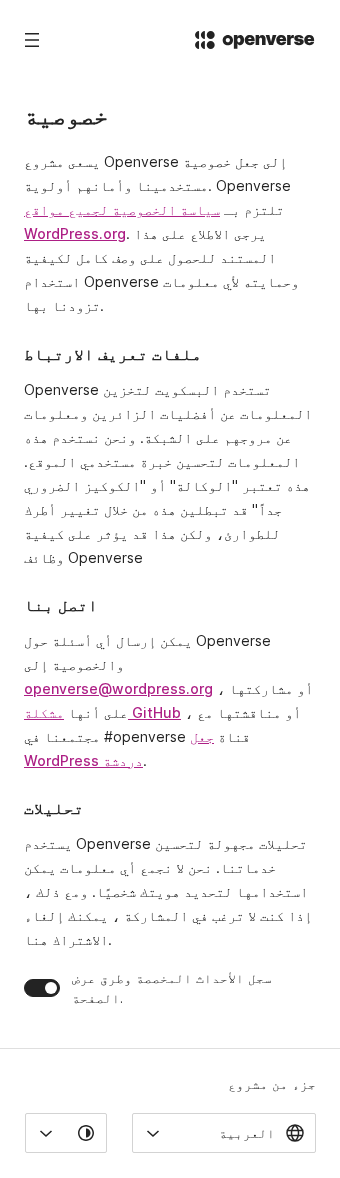 openverse
خصوصية
يسعى مشروع Openverse إلى جعل خصوصية
مستخدمينا وأمانهم أولوية. Openverse
تلتزم بـ سياسة الخصوصية لجميع مواقع
WordPress.org. يرجى الاطلاع على هذا
المستند للحصول على وصف كامل لكيفية
استخدام Openverse وحمايته لأي معلومات
تزودنا بها.
ملفات تعريف الارتباط
Openverse تستخدم البسكويت لتخزين
المعلومات عن أفضليات الزائرين ومعلومات
عن مروجهم على الشبكة. ونحن نستخدم هذه
المعلومات لتحسين خبرة مستخدمي الموقع.
هذه تعتبر "الوكالة" أو "الكوكيز الضروري
جداً" قد تبطلين هذه من خلال تغيير أطرك
للطوارئ، ولكن هذا قد يؤثر على كيفية
وظائف Openverse
اتصل بنا
يمكن إرسال أي أسئلة حول Openverse
والخصوصية إلى
openverse@wordpress.org ، أو مشاركتها
على أنها مشكلة GitHub ، أو مناقشتها مع
مجتمعنا في #openverse قناة جعل
WordPress دردشة.
تحليلات
يستخدم Openverse تحليلات مجهولة لتحسين
خدماتنا. نحن لا نجمع أي معلومات يمكن
استخدامها لتحديد هويتك شخصيًا. ومع ذلك ،
إذا كنت لا ترغب في المشاركة ، يمكنك إلغاء
الاشتراك هنا.
سجل الأحداث المخصصة وطرق عرض
الصفحة.
جزء من مشروع
العربية